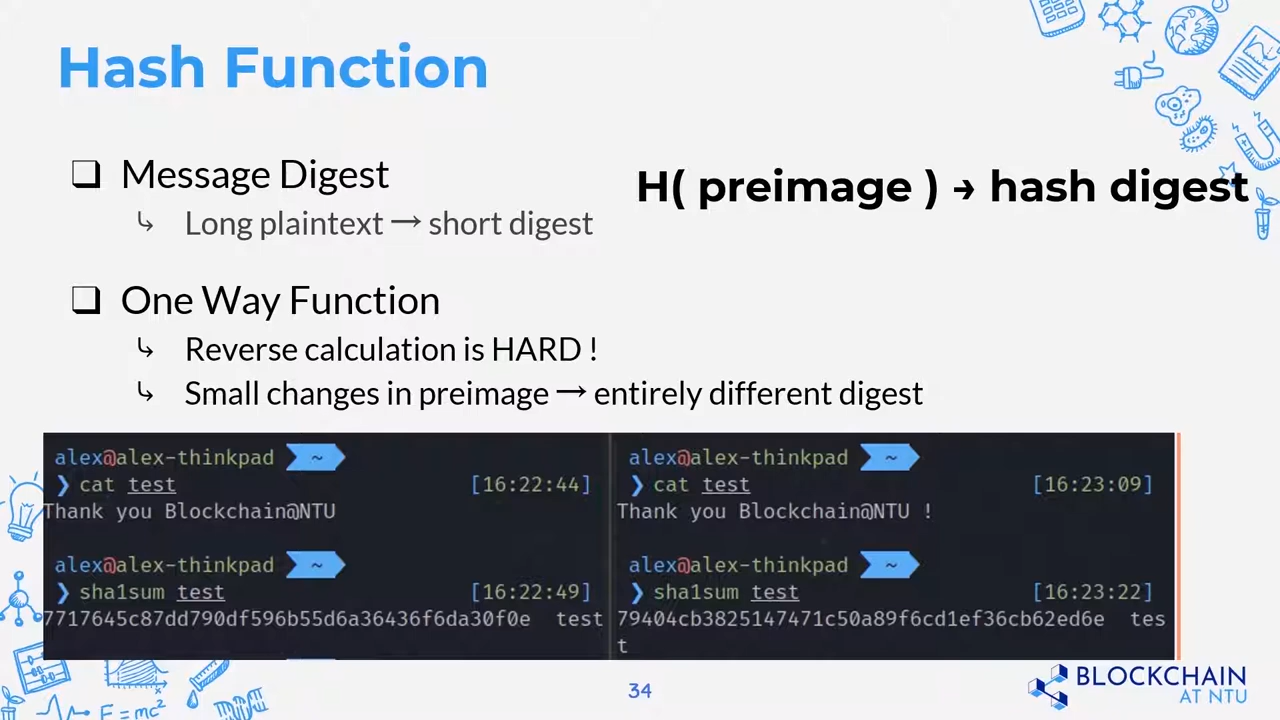 Hash Function
❑ Message Digest
↳ Long plaintext → short digest
H( preimage ) → hash digest
❑ One Way Function
↳ Reverse calculation is HARD !
↳ Small changes in preimage → entirely different digest
alex@alex-thinkpad ~
❯ cat test [16:22:44]
Thank you Blockchain@NTU
alex@alex-thinkpad ~
❯ sha1sum test [16:22:49]
7717645c87dd790df596b55d6a36436f6da30f0e test
alex@alex-thinkpad ~
❯ cat test [16:23:09]
Thank you Blockchain@NTU !
alex@alex-thinkpad ~
❯ sha1sum test [16:23:22]
79404cb3825147471c50a89f6cd1ef36cb62ed6e tes
t
E=mc²
34
BLOCKCHAIN
AT NTU